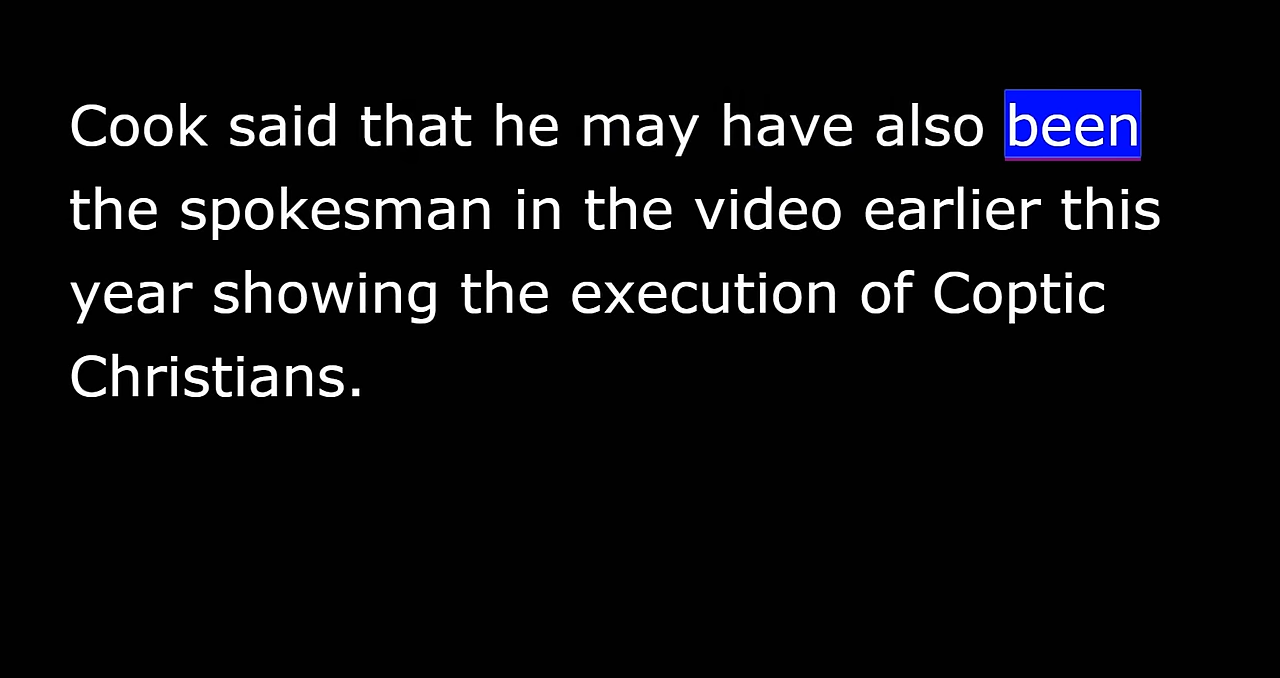 Cook said that he may have also been
the spokesman in the video earlier this
year showing the execution of Coptic
Christians.